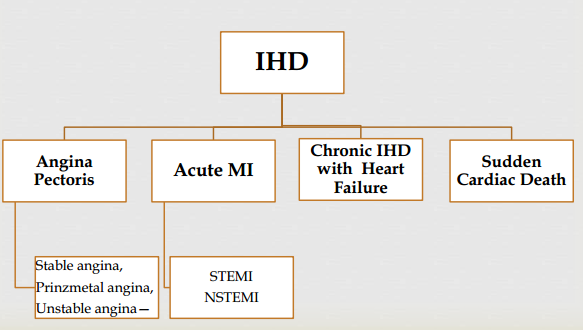 IHD
Angina
Pectoris
Acute MI
Chronic IHD
with Heart
Failure
Sudden
Cardiac Death
Stable angina,
Prinzmetal angina,
Unstable angina—
STEMI
NSTEMI